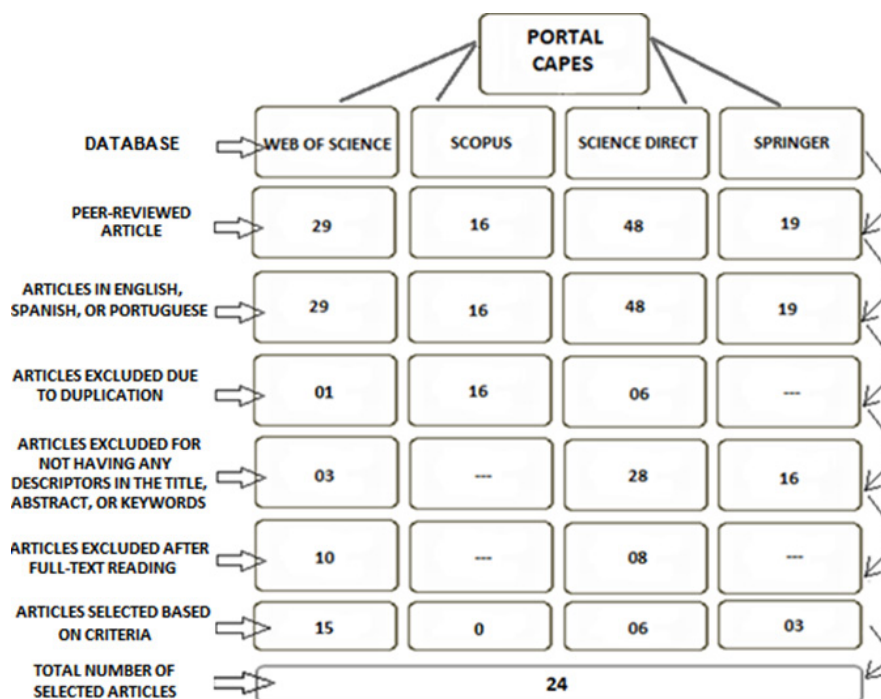 PORTAL
CAPES
DATABASE
WEB OF SCIENCE
SCOPUS
SCIENCE DIRECT
SPRINGER
PEER-REVIEWED
ARTICLE
29
16
48
19
ARTICLES IN ENGLISH,
SPANISH, OR PORTUGUESE
29
16
48
19
ARTICLES EXCLUDED DUE
TO DUPLICATION
01
16
06
---
ARTICLES EXCLUDED FOR
NOT HAVING ANY
DESCRIPTORS IN THE TITLE,
ABSTRACT, OR KEYWORDS
03
---
28
16
ARTICLES EXCLUDED AFTER
FULL-TEXT READING
10
---
08
---
ARTICLES SELECTED BASED
ON CRITERIA
15
0
06
03
TOTAL NUMBER OF
SELECTED ARTICLES
24